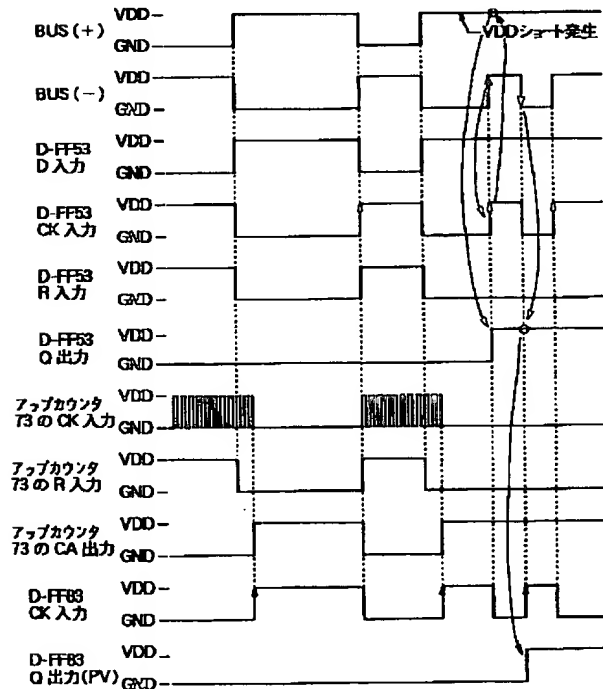 BUS(+) VDD GND VDDショート発生
BUS(−) VDD GND
D-FF53 D入力 VDD GND
D-FF53 CK入力 VDD GND
D-FF53 R入力 VDD GND
D-FF53 Q出力 VDD GND
アップカウンタ 73のCK入力 VDD GND
アップカウンタ 73のR入力 VDD GND
アップカウンタ 73のCA出力 VDD GND
D-FF83 CK入力 VDD GND
D-FF83 Q出力(PV) VDD GND